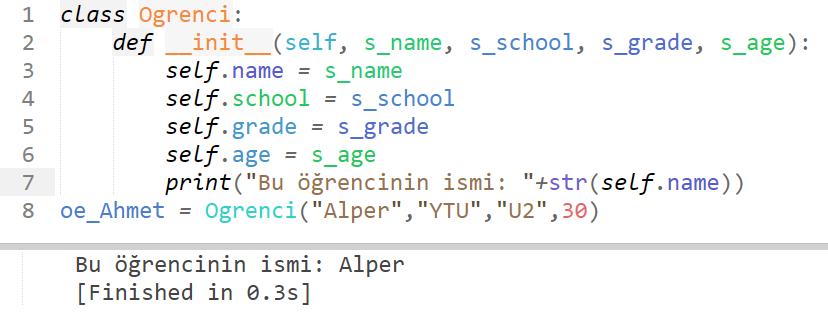 1 class Ogrenci:
2     def __init__(self, s_name, s_school, s_grade, s_age):
3         self.name = s_name
4         self.school = s_school
5         self.grade = s_grade
6         self.age = s_age
7         print("Bu öğrencinin ismi: "+str(self.name))
8 oe_Ahmet = Ogrenci("Alper","YTU","U2",30)
Bu öğrencinin ismi: Alper
[Finished in 0.3s]